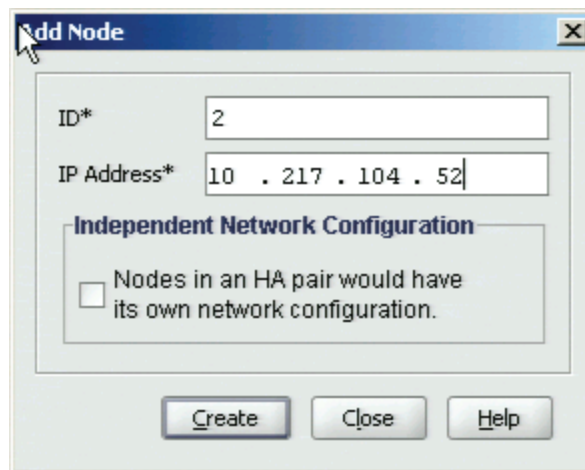 Add Node
ID* 2
IP Address* 10 . 217 . 104 . 52
Independent Network Configuration
Nodes in an HA pair would have
its own network configuration.
Create Close Help